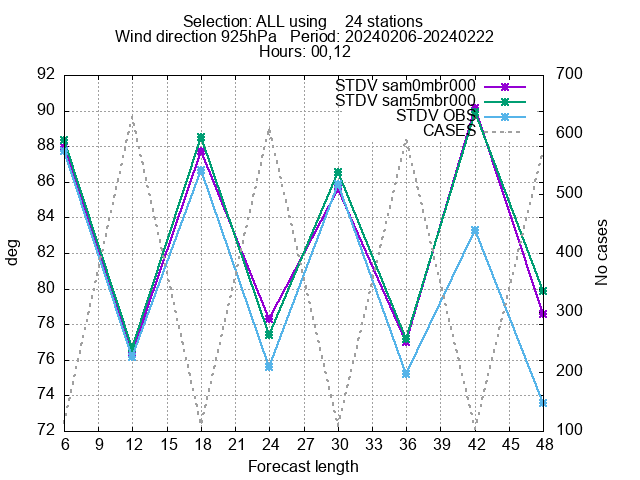 Selection: ALL using    24 stations
Wind direction 925hPa   Period: 20240206-20240222
Hours: 00,12
STDV sam0mbr000
STDV sam5mbr000
STDV OBS
CASES
92
90
88
86
84
82
80
78
76
74
72
deg
700
600
500
400
300
200
100
No cases
6 9 12 15 18 21 24 27 30 33 36 39 42 45 48
Forecast length